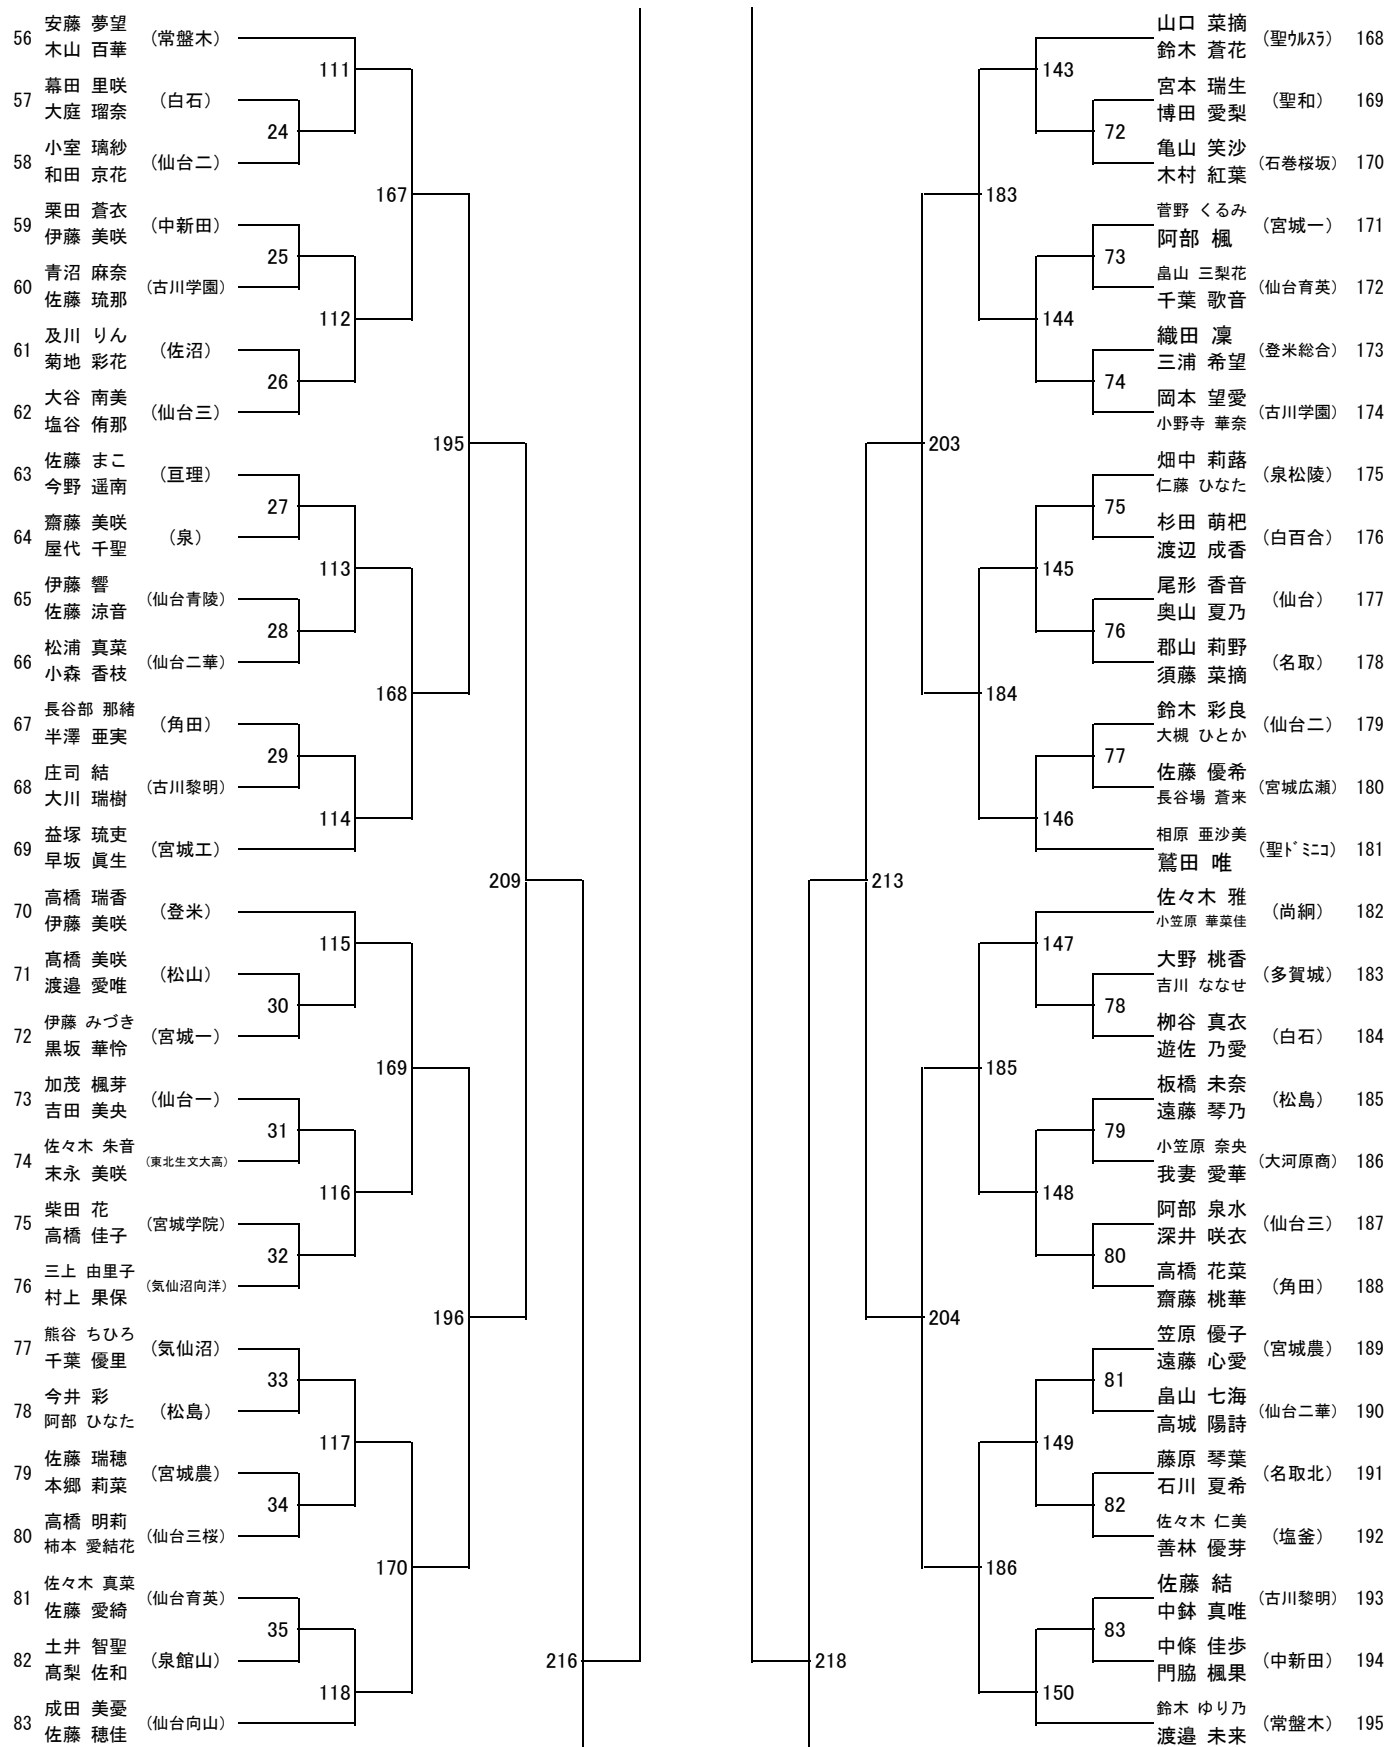 56 安藤 夢望 木山 百華 (常盤木)
57 幕田 里咲 大庭 瑠奈 (白石)
58 小室 璃紗 和田 京花 (仙台二)
59 栗田 蒼衣 伊藤 美咲 (中新田)
60 青沼 麻奈 佐藤 琉那 (古川学園)
61 及川 りん 菊地 彩花 (佐沼)
62 大谷 南美 塩谷 侑那 (仙台三)
63 佐藤 まこ 今野 遥南 (亘理)
64 齋藤 美咲 屋代 千聖 (泉)
65 伊藤 響 佐藤 涼音 (仙台青陵)
66 松浦 真菜 小森 香枝 (仙台二華)
67 長谷部 那緒 半澤 亜実 (角田)
68 庄司 結 大川 瑞樹 (古川黎明)
69 益塚 琉吏 早坂 眞生 (宮城工)
70 高橋 瑞香 伊藤 美咲 (登米)
71 髙橋 美咲 渡邉 愛唯 (松山)
72 伊藤 みづき 黒坂 華怜 (宮城一)
73 加茂 楓芽 吉田 美央 (仙台一)
74 佐々木 朱音 末永 美咲 (東北生文大高)
75 柴田 花 高橋 佳子 (宮城学院)
76 三上 由里子 村上 果保 (気仙沼向洋)
77 熊谷 ちひろ 千葉 優里 (気仙沼)
78 今井 彩 阿部 ひなた (松島)
79 佐藤 瑞穂 本郷 莉菜 (宮城農)
80 高橋 明莉 柿本 愛結花 (仙台三桜)
81 佐々木 真菜 佐藤 愛綺 (仙台育英)
82 土井 智聖 髙梨 佐和 (泉館山)
83 成田 美憂 佐藤 穂佳 (仙台向山)
24
25
26
27
28
29
30
31
32
33
34
35
111
112
113
114
115
116
117
118
167
168
169
170
195
196
209
216
218
213
203
204
183
184
185
186
143
144
145
146
147
148
149
150
72
73
74
75
76
77
78
79
80
81
82
83
山口 菜摘 鈴木 蒼花 (聖ウルスラ) 168
宮本 瑞生 博田 愛梨 (聖和) 169
亀山 笑沙 木村 紅葉 (石巻桜坂) 170
菅野 くるみ 阿部 楓 (宮城一) 171
畠山 三梨花 千葉 歌音 (仙台育英) 172
織田 凜 三浦 希望 (登米総合) 173
岡本 望愛 小野寺 華奈 (古川学園) 174
畑中 莉蕗 仁藤 ひなた (泉松陵) 175
杉田 萌杷 渡辺 成香 (白百合) 176
尾形 香音 奥山 夏乃 (仙台) 177
郡山 莉野 須藤 菜摘 (名取) 178
鈴木 彩良 大槻 ひとか (仙台二) 179
佐藤 優希 長谷場 蒼来 (宮城広瀬) 180
相原 亜沙美 鷲田 唯 (聖ドミニコ) 181
佐々木 雅 小笠原 華菜佳 (尚絅) 182
大野 桃香 吉川 ななせ (多賀城) 183
栁谷 真衣 遊佐 乃愛 (白石) 184
板橋 未奈 遠藤 琴乃 (松島) 185
小笠原 奈央 我妻 愛華 (大河原商) 186
阿部 泉水 深井 咲衣 (仙台三) 187
高橋 花菜 齋藤 桃華 (角田) 188
笠原 優子 遠藤 心愛 (宮城農) 189
畠山 七海 高城 陽詩 (仙台二華) 190
藤原 琴葉 石川 夏希 (名取北) 191
佐々木 仁美 善林 優芽 (塩釜) 192
佐藤 結 中鉢 真唯 (古川黎明) 193
中條 佳歩 門脇 楓果 (中新田) 194
鈴木 ゆり乃 渡邉 未来 (常盤木) 195